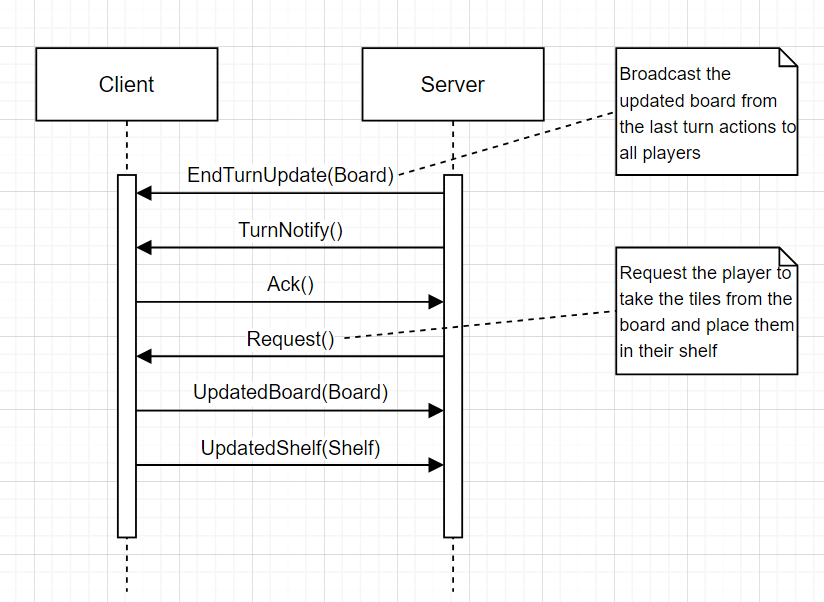 Client
Server
Broadcast the
updated board from
the last turn actions to
all players
EndTurnUpdate(Board)
TurnNotify()
Ack()
Request()
Request the player to
take the tiles from the
board and place them
in their shelf
UpdatedBoard(Board)
UpdatedShelf(Shelf)